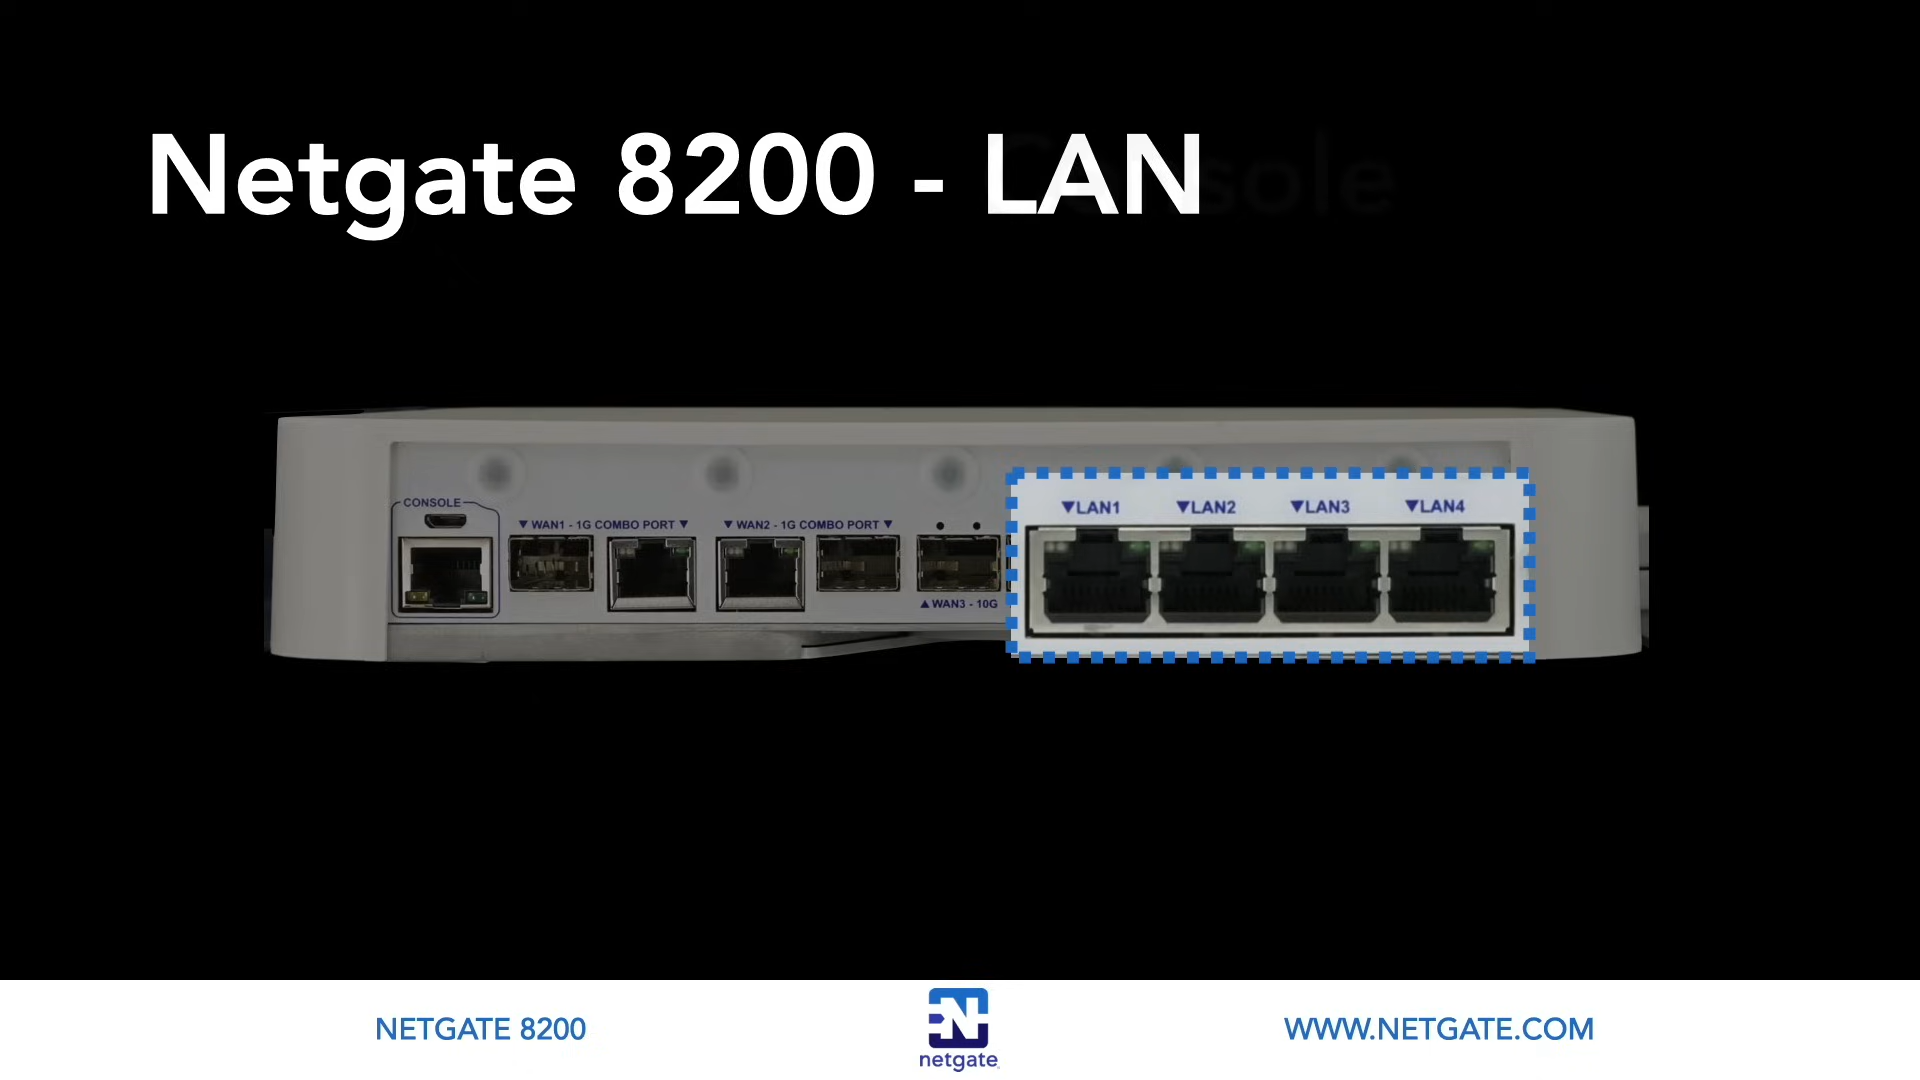 Netgate 8200 - LAN
CONSOLE
▼ WAN1 - 1G COMBO PORT ▼
▼ WAN2 - 1G COMBO PORT ▼
▲ WAN3 - 10G
▼LAN1
▼LAN2
▼LAN3
▼LAN4
NETGATE 8200
netgate
WWW.NETGATE.COM